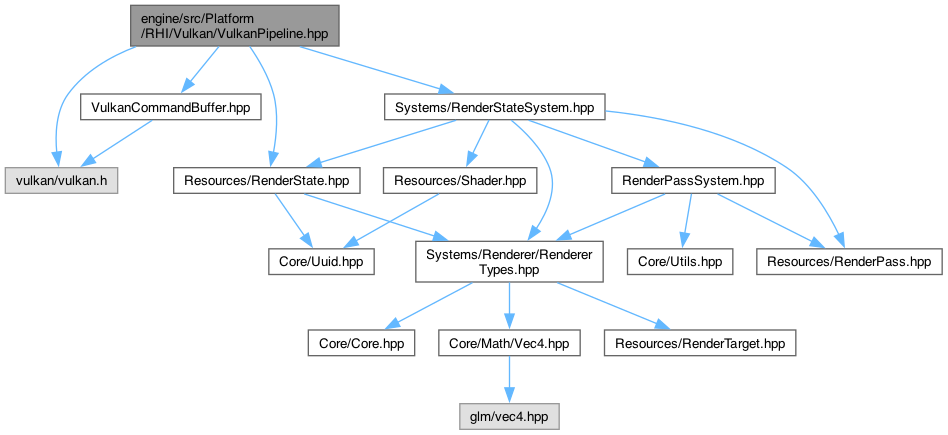 engine/src/Platform
/RHI/Vulkan/VulkanPipeline.hpp
VulkanCommandBuffer.hpp
Systems/RenderStateSystem.hpp
vulkan/vulkan.h
Resources/RenderState.hpp
Resources/Shader.hpp
RenderPassSystem.hpp
Core/Uuid.hpp
Systems/Renderer/Renderer
Types.hpp
Core/Utils.hpp
Resources/RenderPass.hpp
Core/Core.hpp
Core/Math/Vec4.hpp
Resources/RenderTarget.hpp
glm/vec4.hpp